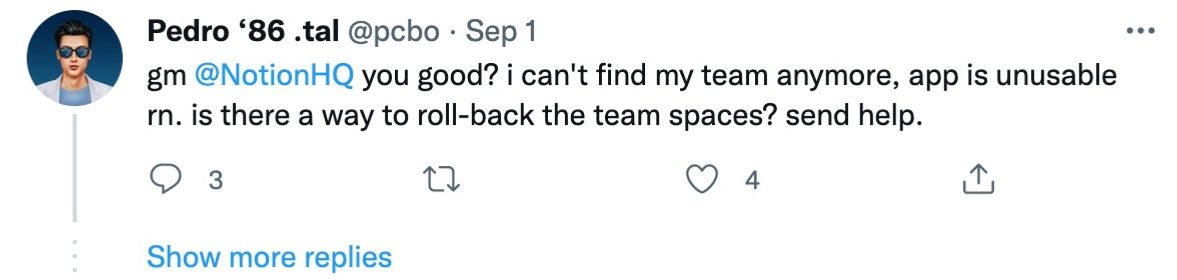 Pedro ‘86 .tal @pcbo · Sep 1
gm @NotionHQ you good? i can't find my team anymore, app is unusable
rn. is there a way to roll-back the team spaces? send help.
3 4
Show more replies